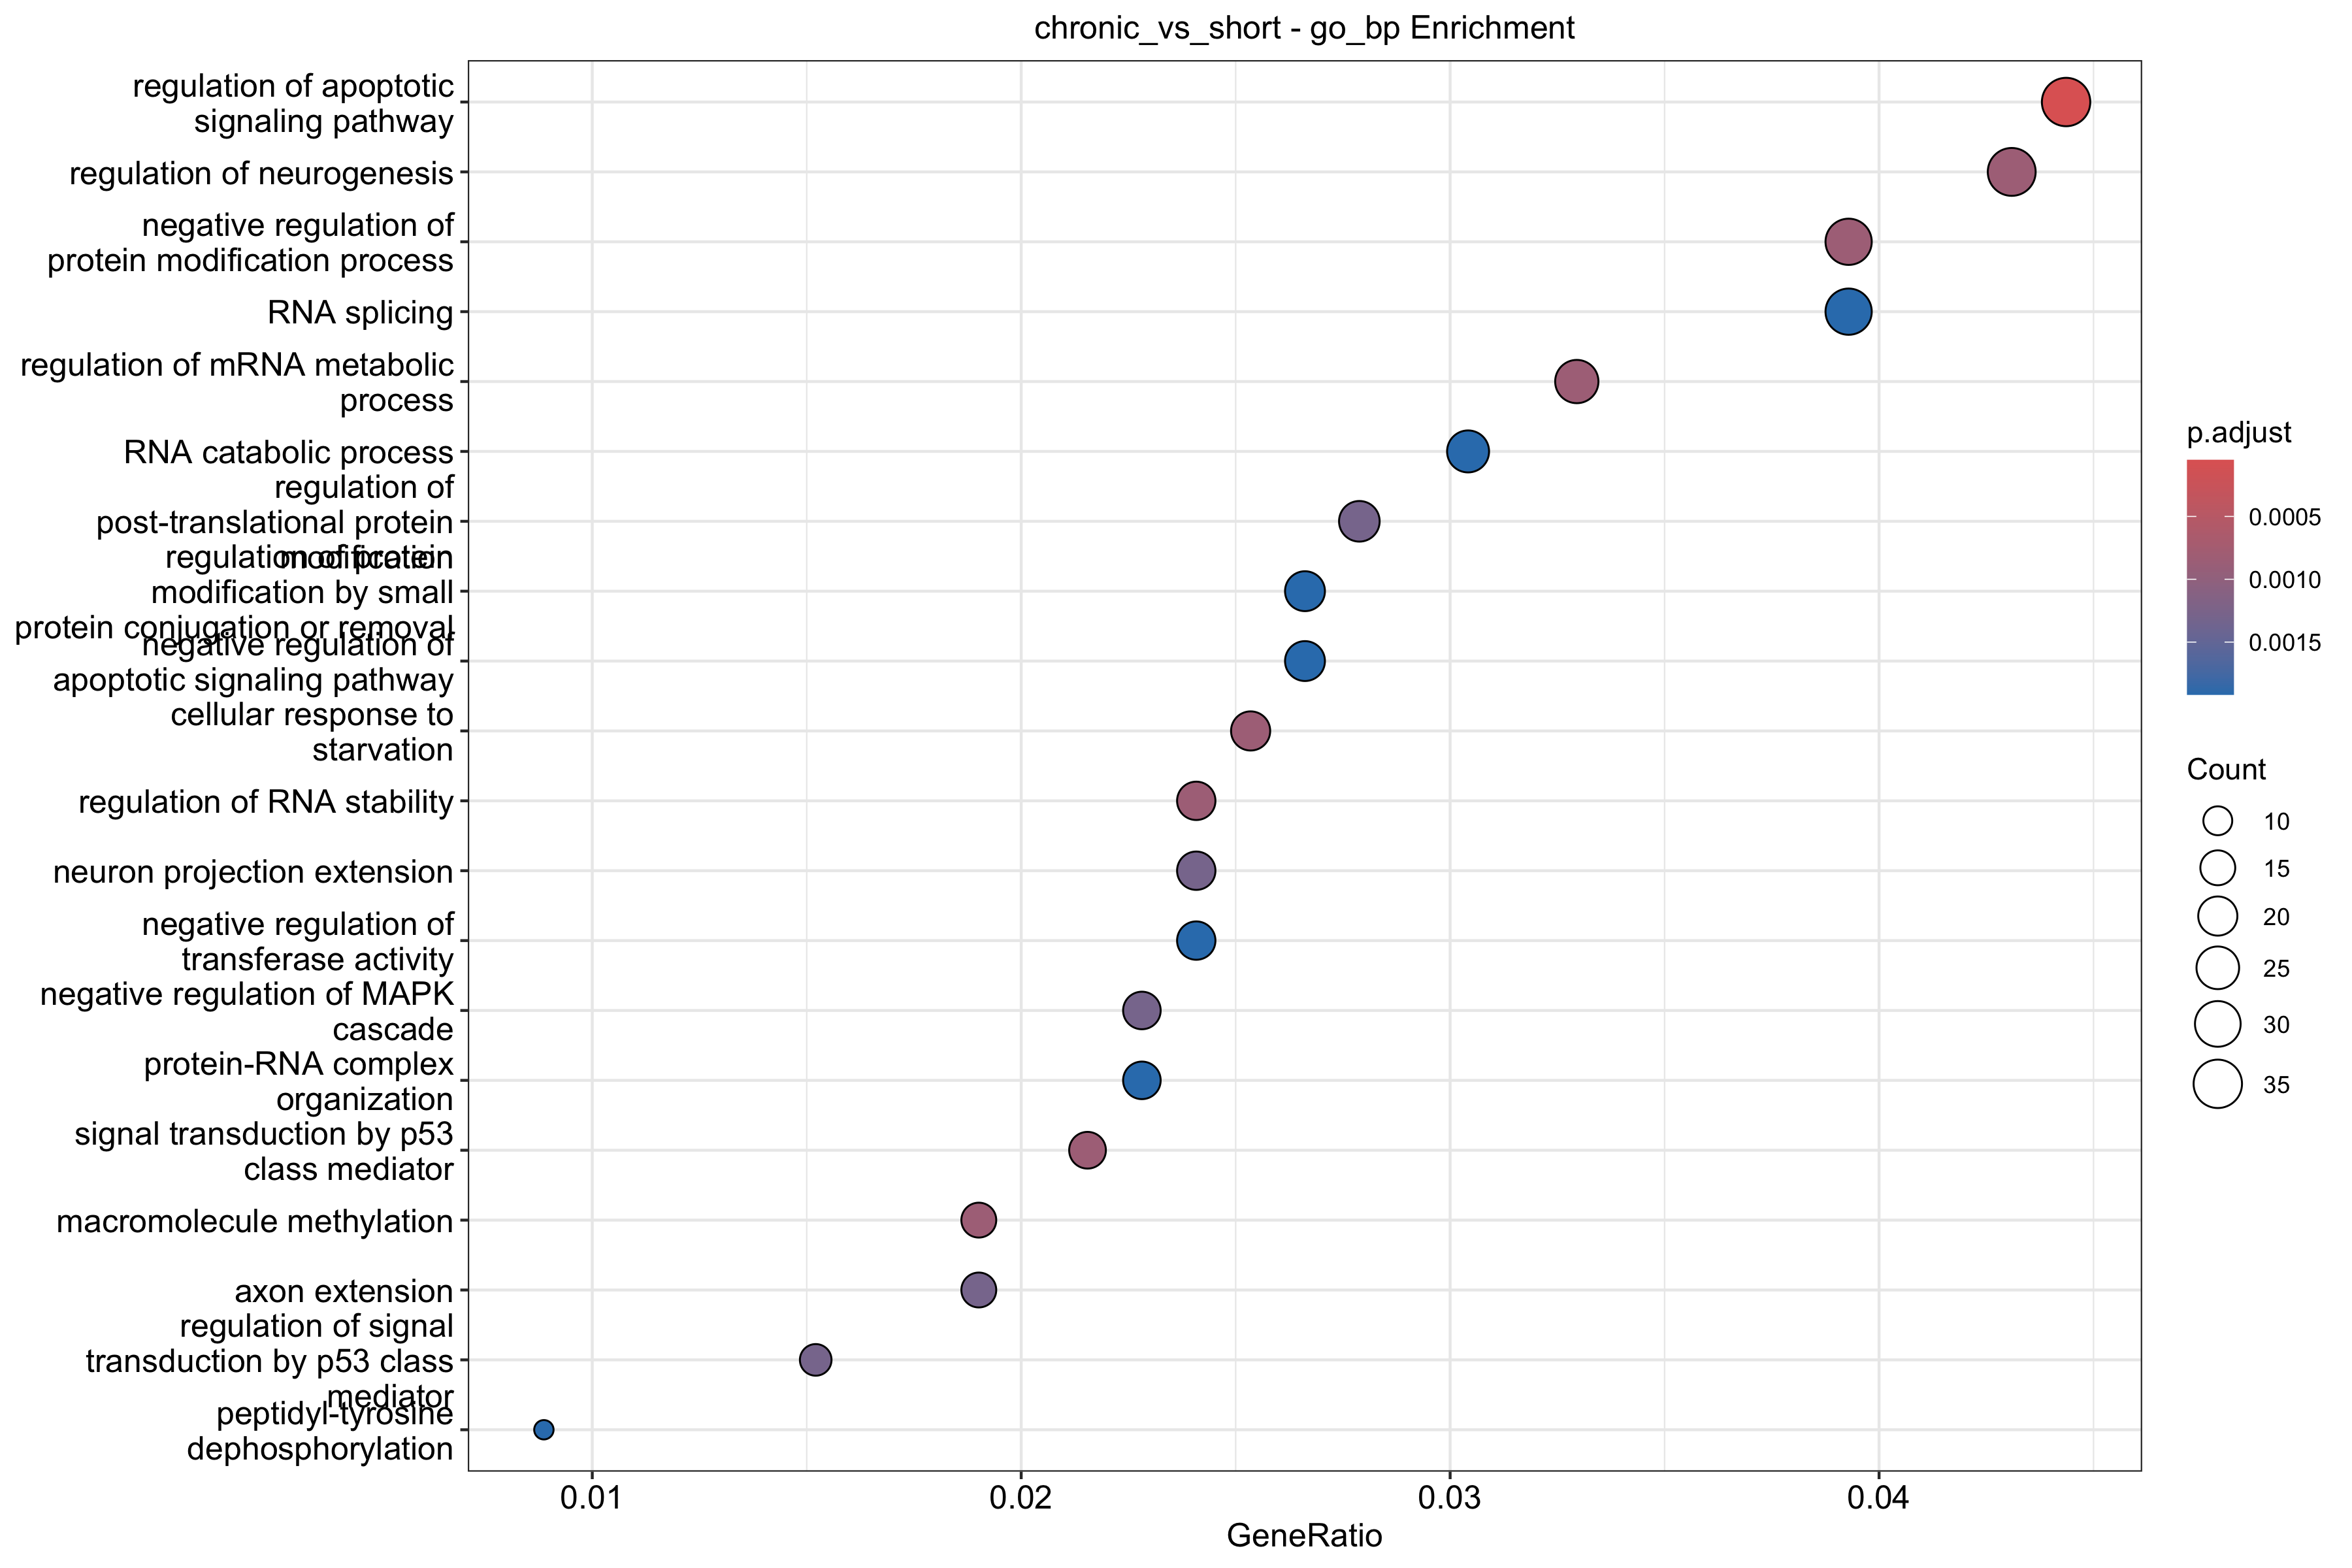 chronic_vs_short - go_bp Enrichment
regulation of apoptotic
signaling pathway
regulation of neurogenesis
negative regulation of
protein modification process
RNA splicing
regulation of mRNA metabolic
process
RNA catabolic process
regulation of
post-translational protein
modification
regulation of protein
modification by small
protein conjugation or removal
negative regulation of
apoptotic signaling pathway
cellular response to
starvation
regulation of RNA stability
neuron projection extension
negative regulation of
transferase activity
negative regulation of MAPK
cascade
protein-RNA complex
organization
signal transduction by p53
class mediator
macromolecule methylation
axon extension
regulation of signal
transduction by p53 class
mediator
peptidyl-tyrosine
dephosphorylation
0.01
0.02
0.03
0.04
GeneRatio
p.adjust
0.0005
0.0010
0.0015
Count
10
15
20
25
30
35